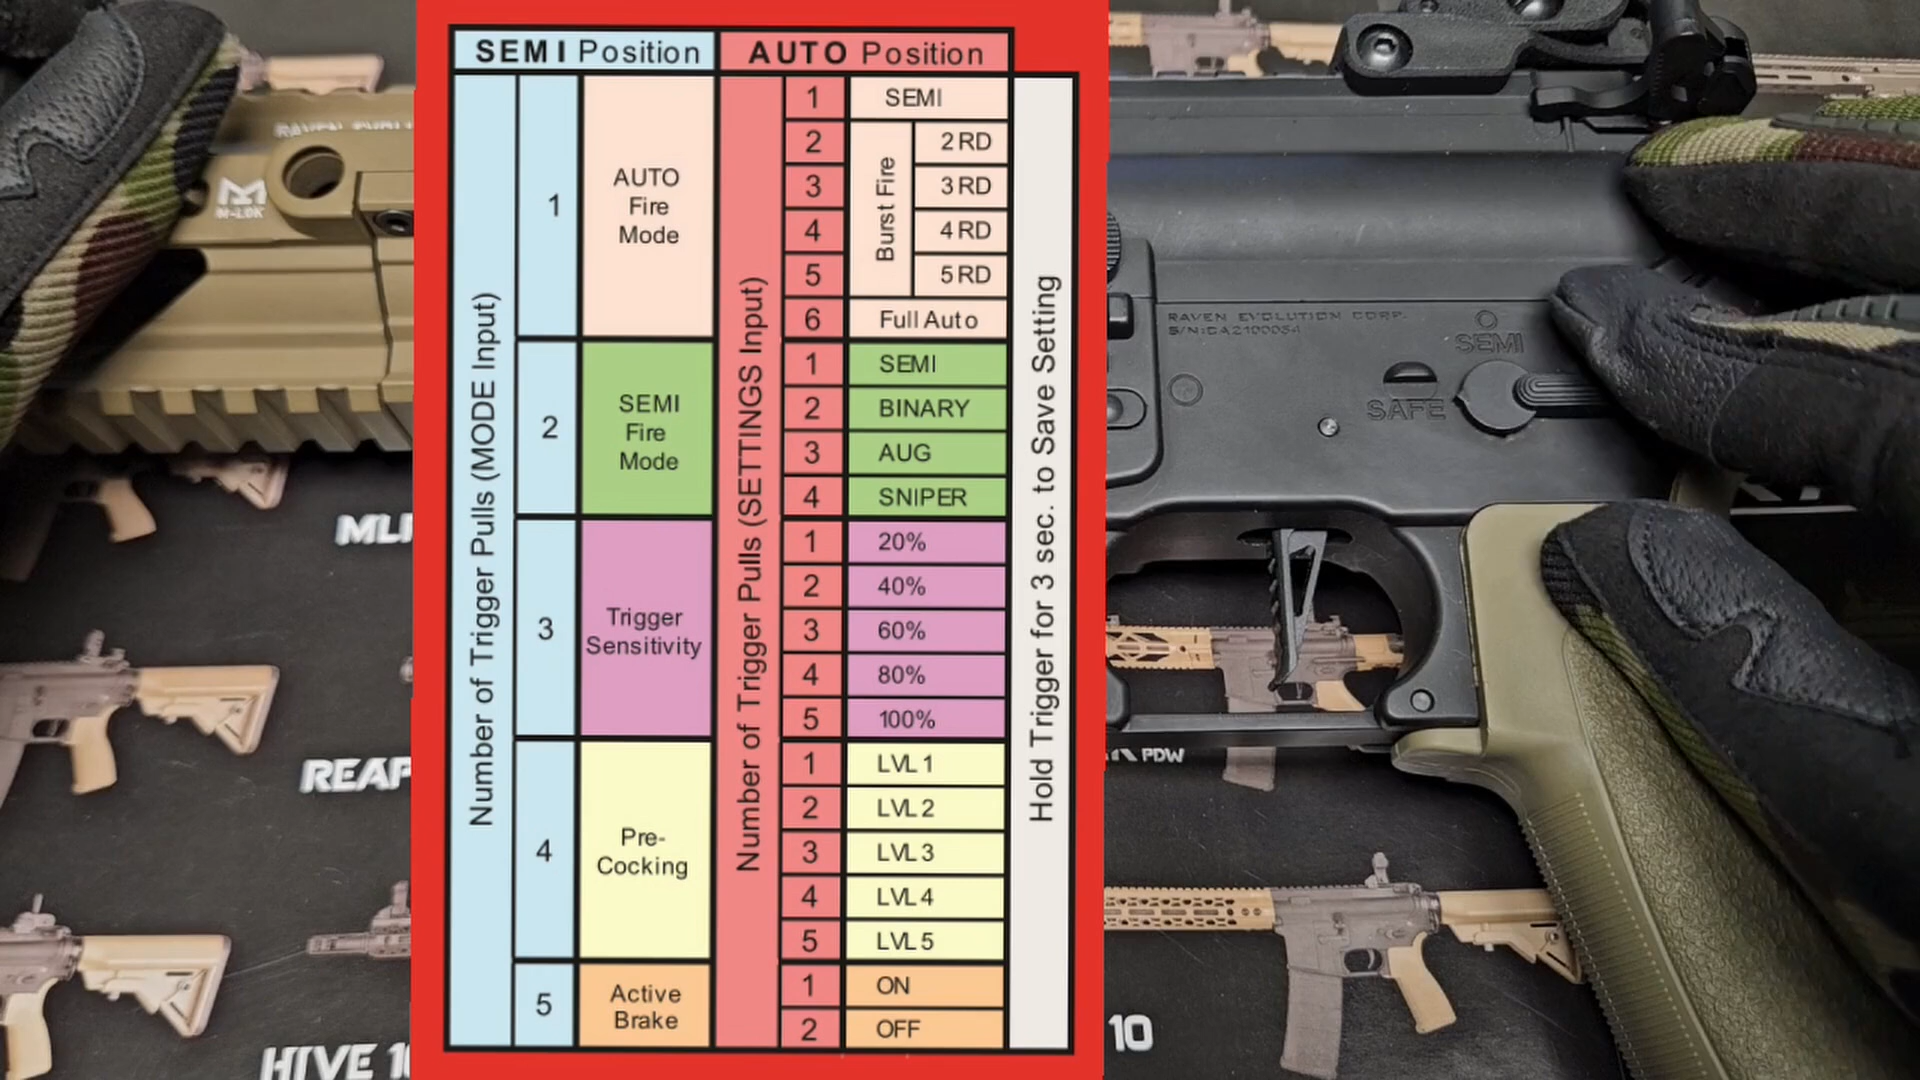 SEMI Position
AUTO Position
Number of Trigger Pulls (MODE Input)
1
AUTO
Fire
Mode
2
SEMI
Fire
Mode
3
Trigger
Sensitivity
4
Pre-
Cocking
5
Active
Brake
Number of Trigger Pulls (SETTINGS Input)
1 SEMI
Burst Fire
2 2 RD
3 3 RD
4 4 RD
5 5 RD
6 Full Auto
1 SEMI
2 BINARY
3 AUG
4 SNIPER
1 20%
2 40%
3 60%
4 80%
5 100%
1 LVL 1
2 LVL 2
3 LVL 3
4 LVL 4
5 LVL 5
1 ON
2 OFF
Hold Trigger for 3 sec. to Save Setting
M-LOK
RAVEN EVOLUTION CORP.
S/N:CA2100054
SEMI
SAFE
PDW
HIVE 10
10